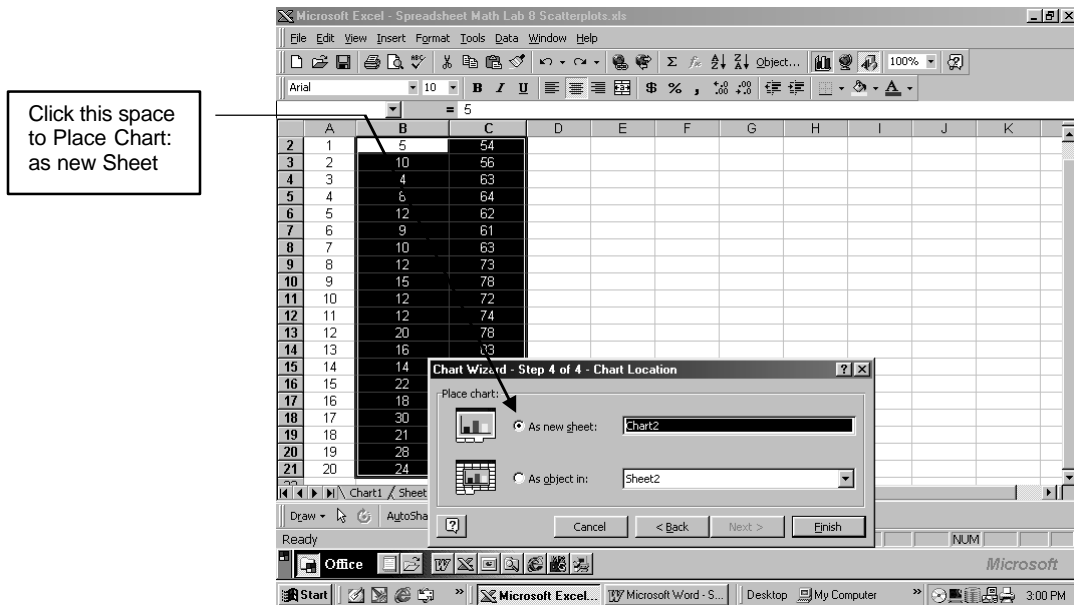 Microsoft Excel - Spreadsheet Math Lab 8 Scatterplots.xls
File Edit View Insert Format Tools Data Window Help
Σ fx Object... 100%
Arial 10 B I U $ % , A
= 5
Click this space
to Place Chart:
as new Sheet
A B C D E F G H I J K
2 1 5 54
3 2 10 56
4 3 4 63
5 4 64
6 5 12 62
7 6 9 61
8 7 10 63
9 8 12 73
10 9 15 78
11 10 12 72
12 11 12 74
13 12 20 78
14 13 16
15 14 14
16 15 22
17 16 18
18 17 30
19 18 21
20 19 28
21 20 24
Chart Wizard - Step 4 of 4 - Chart Location
Place chart:
As new sheet: Chart2
As object in: Sheet2
Cancel < Back Next > Finish
Chart1 Sheet
Draw AutoSha
Ready NUM
Office Microsoft
Start » Microsoft Excel... Microsoft Word - S... Desktop My Computer » 3:00 PM